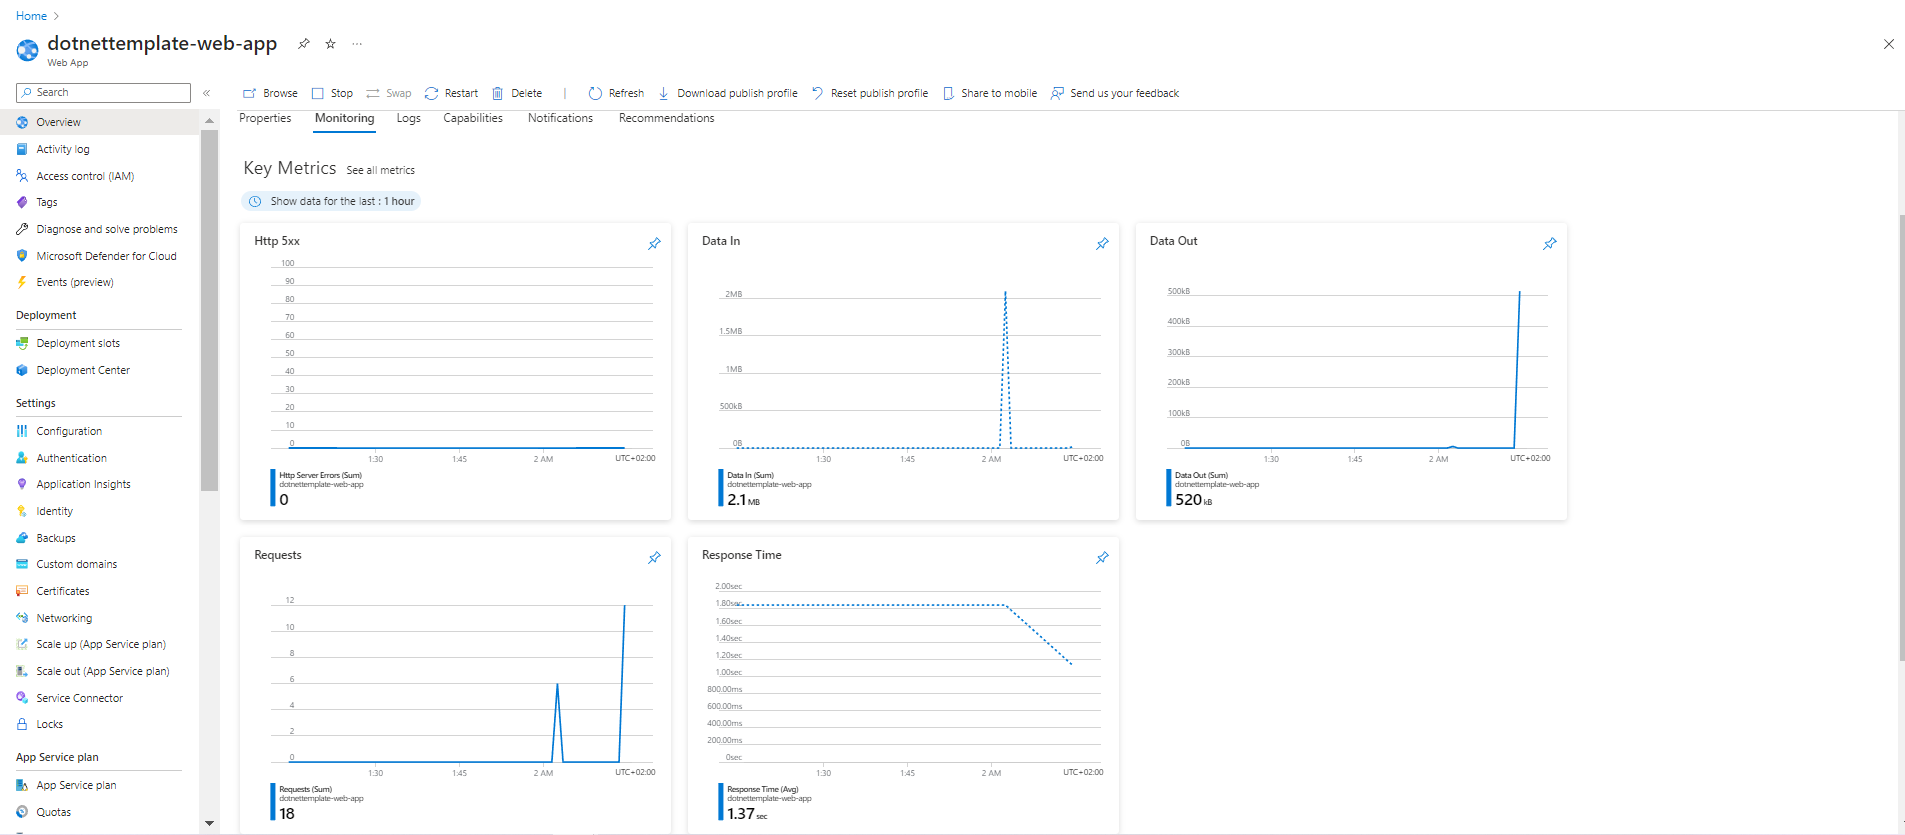 Home
dotnettemplate-web-app
Web App
Search
Browse Stop Swap Restart Delete Refresh Download publish profile Reset publish profile Share to mobile Send us your feedback
Overview
Activity log
Access control (IAM)
Tags
Diagnose and solve problems
Microsoft Defender for Cloud
Events (preview)
Deployment
Deployment slots
Deployment Center
Settings
Configuration
Authentication
Application Insights
Identity
Backups
Custom domains
Certificates
Networking
Scale up (App Service plan)
Scale out (App Service plan)
Service Connector
Locks
App Service plan
App Service plan
Quotas
Properties Monitoring Logs Capabilities Notifications Recommendations
Key Metrics See all metrics
Show data for the last : 1 hour
Http 5xx
100
90
80
70
60
50
40
30
20
10
0
1:30 1:45 2 AM UTC+02:00
Http Server Errors (Sum)
dotnettemplate-web-app
0
Data In
2MB
1.5MB
1MB
500kB
0B
1:30 1:45 2 AM UTC+02:00
Data In (Sum)
dotnettemplate-web-app
2.1 MB
Data Out
500kB
400kB
300kB
200kB
100kB
0B
1:30 1:45 2 AM UTC+02:00
Data Out (Sum)
dotnettemplate-web-app
520 kB
Requests
12
10
8
6
4
2
0
1:30 1:45 2 AM UTC+02:00
Requests (Sum)
dotnettemplate-web-app
18
Response Time
2.00sec
1.80sec
1.60sec
1.40sec
1.20sec
1.00sec
800.00ms
600.00ms
400.00ms
200.00ms
0sec
1:30 1:45 2 AM UTC+02:00
Response Time (Avg)
dotnettemplate-web-app
1.37 sec